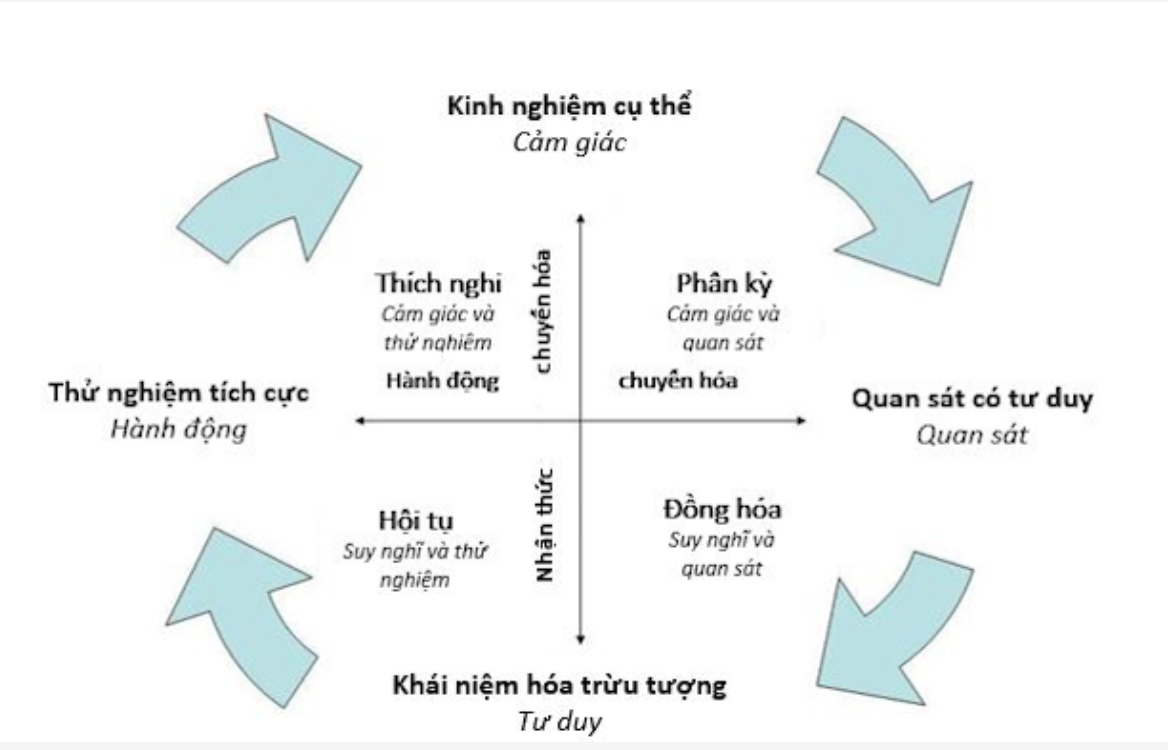 Kinh nghiệm cụ thể
Cảm giác
chuyển hóa
Thích nghi
Cảm giác và
thử nghiêm
Hành động
Phân kỳ
Cảm giác và
quan sát
chuyển hóa
Thử nghiệm tích cực
Hành động
Quan sát có tư duy
Quan sát
Nhận thức
Hội tụ
Suy nghĩ và thử
nghiệm
Đồng hóa
Suy nghĩ và
quan sát
Khái niệm hóa trừu tượng
Tư duy